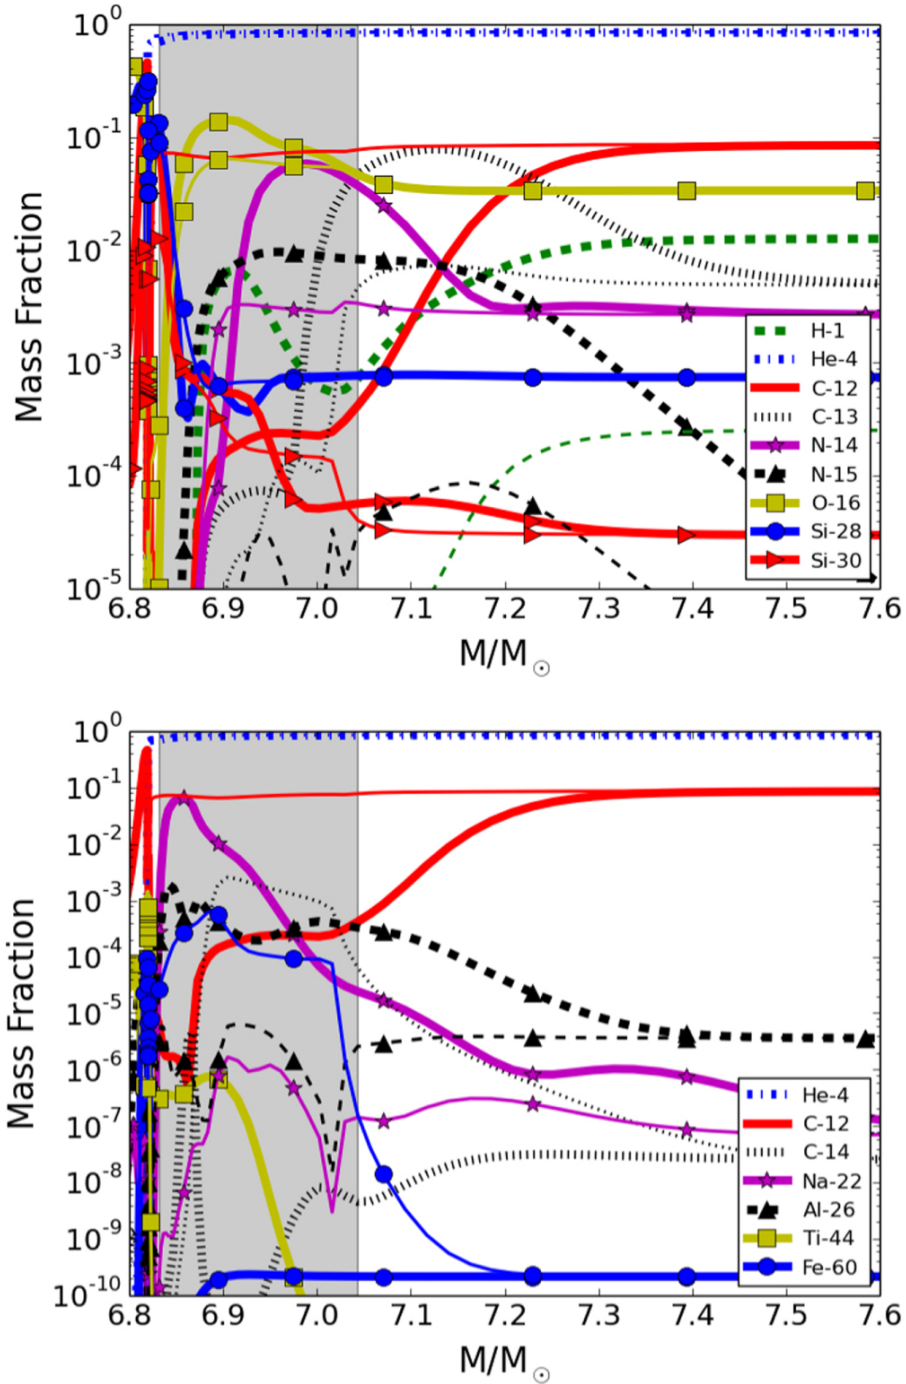 10^0
10^-1
10^-2
10^-3
10^-4
10^-5
Mass Fraction
6.8 6.9 7.0 7.1 7.2 7.3 7.4 7.5 7.6
M/M⊙
H-1
He-4
C-12
C-13
N-14
N-15
O-16
Si-28
Si-30
10^0
10^-1
10^-2
10^-3
10^-4
10^-5
10^-6
10^-7
10^-8
10^-9
10^-10
Mass Fraction
6.8 6.9 7.0 7.1 7.2 7.3 7.4 7.5 7.6
M/M⊙
He-4
C-12
C-14
Na-22
Al-26
Ti-44
Fe-60